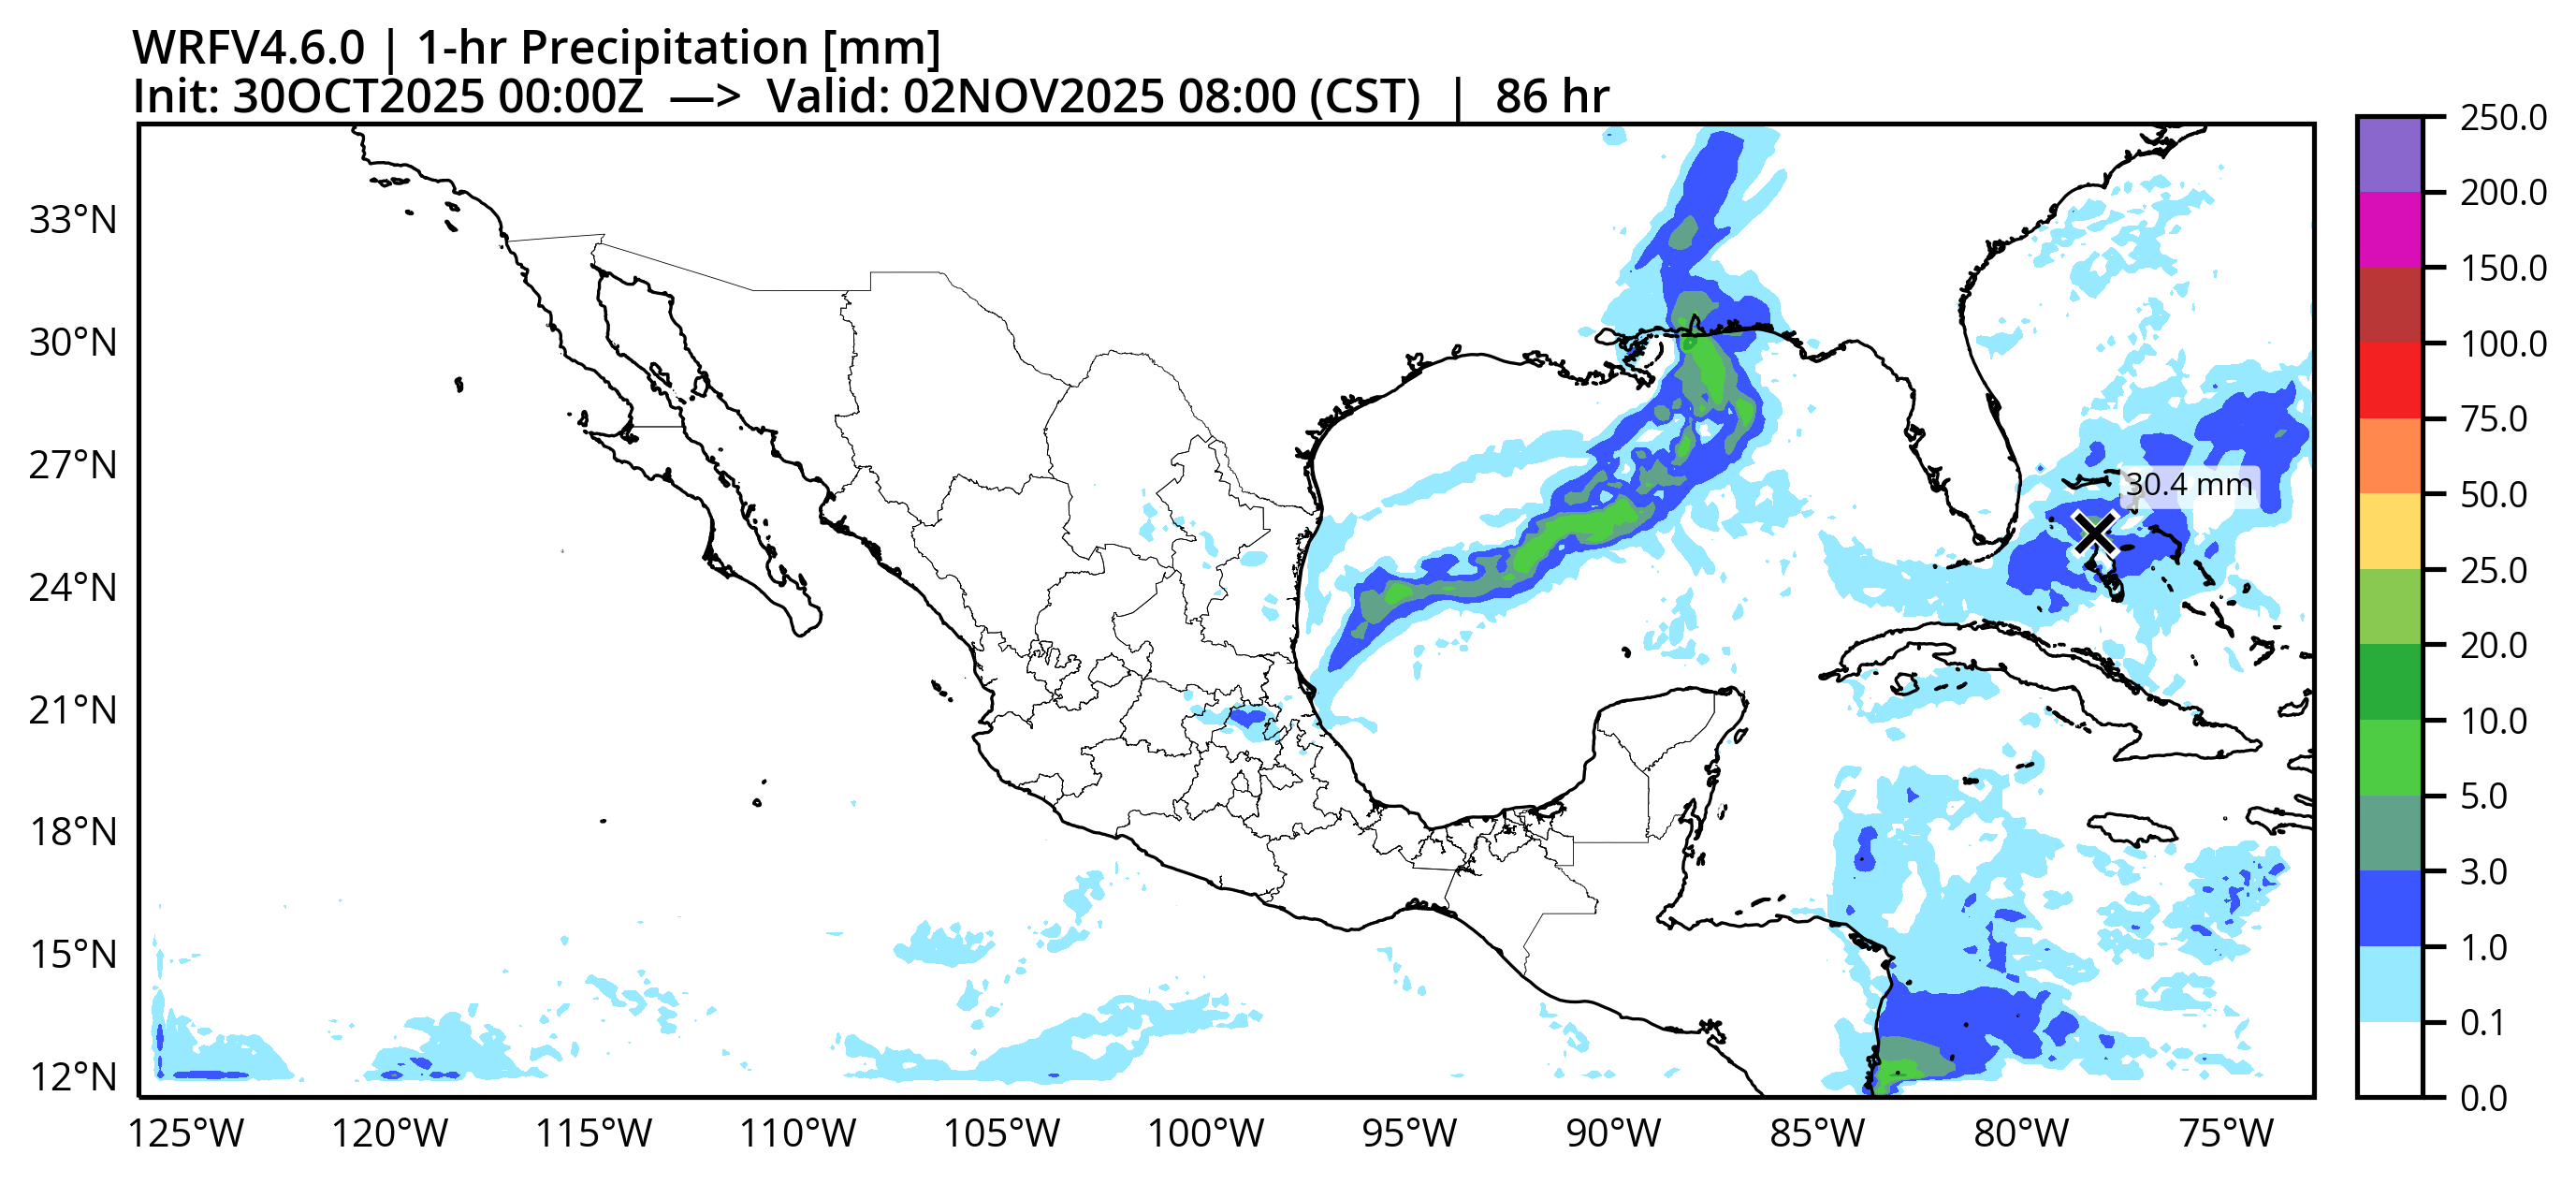 WRFV4.6.0 | 1-hr Precipitation [mm]
Init: 30OCT2025 00:00Z —> Valid: 02NOV2025 08:00 (CST) | 86 hr
33°N
30°N
27°N
24°N
21°N
18°N
15°N
12°N
125°W
120°W
115°W
110°W
105°W
100°W
95°W
90°W
85°W
80°W
75°W
30.4 mm
250.0
200.0
150.0
100.0
75.0
50.0
25.0
20.0
10.0
5.0
3.0
1.0
0.1
0.0